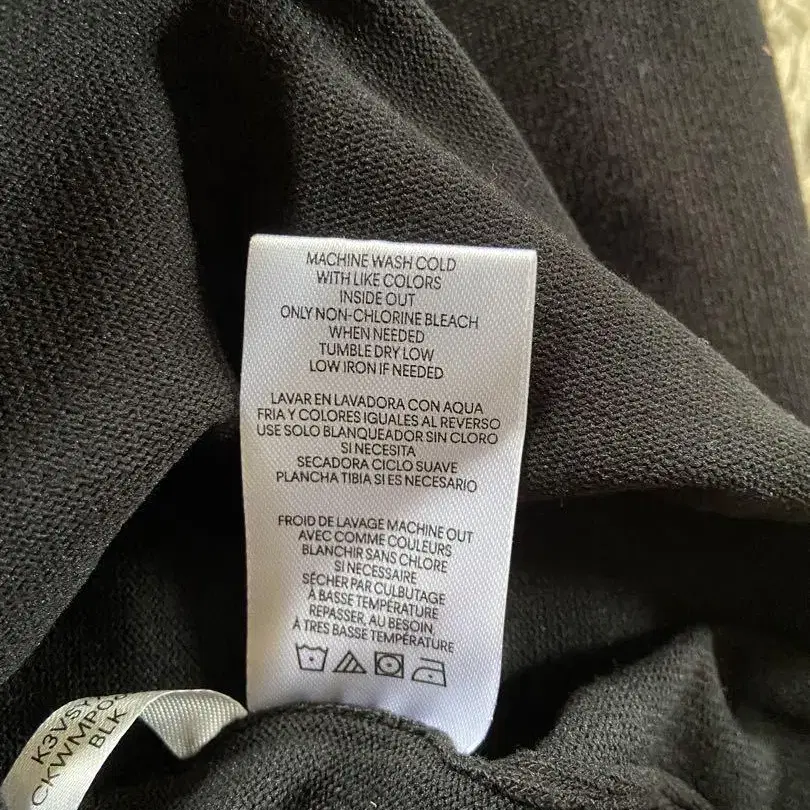 MACHINE WASH COLD
WITH LIKE COLORS
INSIDE OUT
ONLY NON-CHLORINE BLEACH
WHEN NEEDED
TUMBLE DRY LOW
LOW IRON IF NEEDED
LAVAR EN LAVADORA CON AQUA
FRIA Y COLORES IGUALES AL REVERSO
USE SOLO BLANQUEADOR SIN CLORO
SI NECESITA
SECADORA CICLO SUAVE
PLANCHA TIBIA SI ES NECESARIO
FROID DE LAVAGE MACHINE OUT
AVEC COMME COULEURS
BLANCHIR SANS CHLORE
SI NECESSAIRE
SÉCHER PAR CULBUTAGE
À BASSE TEMPÉRATURE
REPASSER, AU BESOIN
À TRES BASSE TEMPÉRATURE
BLK